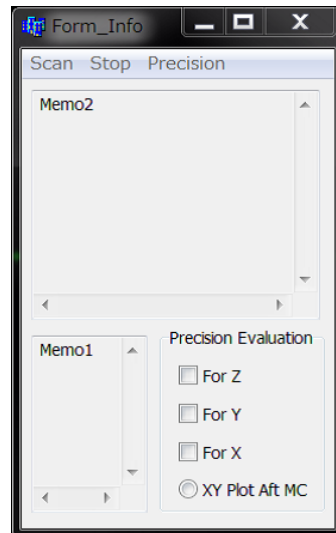 Form_Info
Scan Stop Precision
Memo2
Memo1
Precision Evaluation
For Z
For Y
For X
XY Plot Aft MC